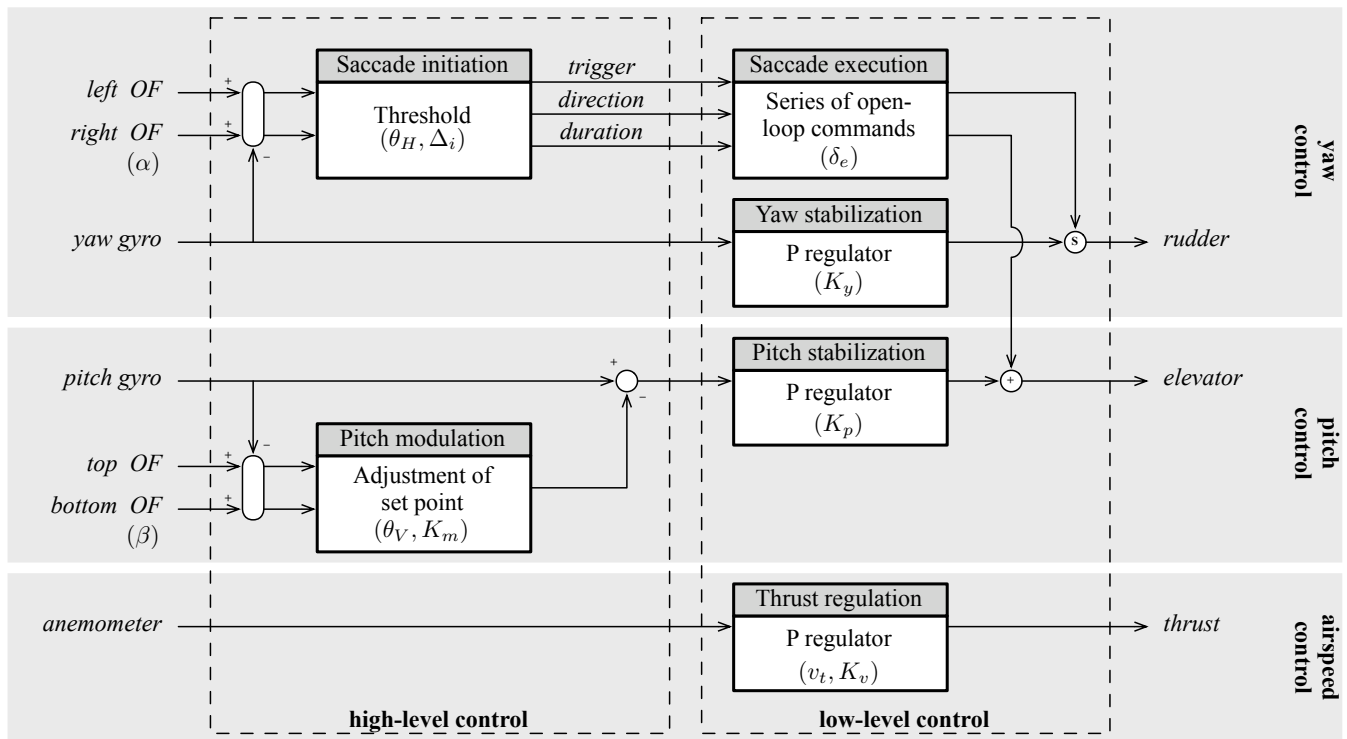 left OF
right OF
(α)
+
+
−
Saccade initiation
Threshold
(θ_H, Δ_i)
trigger
direction
duration
Saccade execution
Series of open-
loop commands
(δ_e)
yaw
control
yaw gyro
Yaw stabilization
P regulator
(K_y)
s
rudder
pitch gyro
+
−
Pitch stabilization
P regulator
(K_p)
+
elevator
pitch
control
−
top OF
+
bottom OF
+
(β)
Pitch modulation
Adjustment of
set point
(θ_V, K_m)
anemometer
Thrust regulation
P regulator
(v_t, K_v)
thrust
airspeed
control
high-level control
low-level control